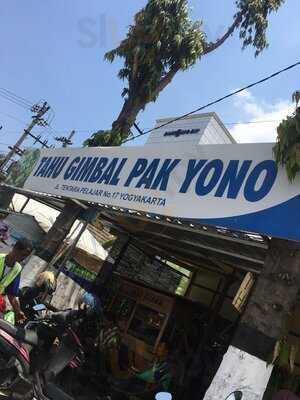 TAHU GIMBAL PAK YONO
JL. TENTARA PELAJAR No.17 YOGYAKARTA